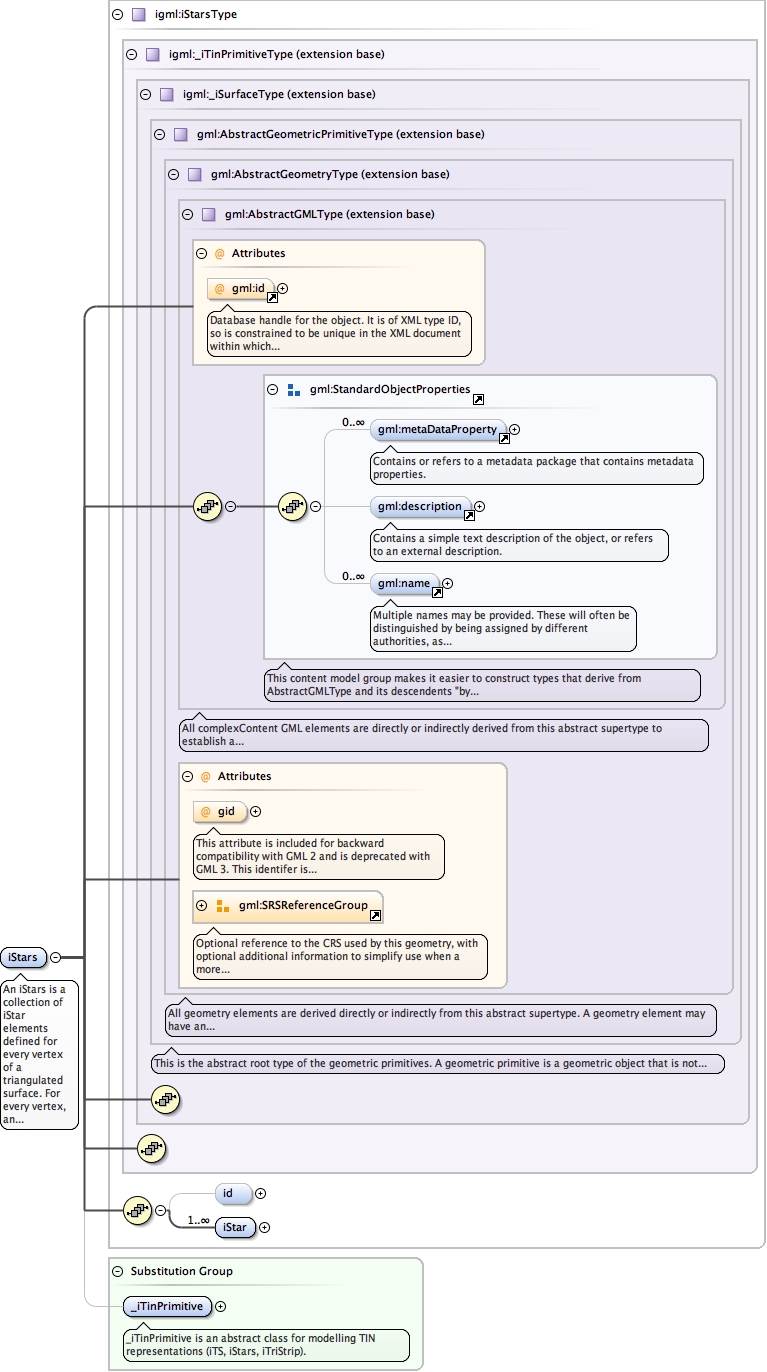 igml:iStarsType
igml:_iTinPrimitiveType (extension base)
igml:_iSurfaceType (extension base)
gml:AbstractGeometricPrimitiveType (extension base)
gml:AbstractGeometryType (extension base)
gml:AbstractGMLType (extension base)
@ Attributes
@ gml:id
Database handle for the object. It is of XML type ID,
so is constrained to be unique in the XML document
within which...
gml:StandardObjectProperties
0..∞
gml:metaDataProperty
Contains or refers to a metadata package that contains metadata
properties.
gml:description
Contains a simple text description of the object, or refers
to an external description.
0..∞
gml:name
Multiple names may be provided. These will often be
distinguished by being assigned by different
authorities, as...
This content model group makes it easier to construct types that derive from
AbstractGMLType and its descendents "by...
All complexContent GML elements are directly or indirectly derived from this abstract supertype to
establish a...
@ Attributes
@ gid
This attribute is included for backward
compatibility with GML 2 and is deprecated with
GML 3. This identifer is...
gml:SRSReferenceGroup
Optional reference to the CRS used by this geometry, with
optional additional information to simplify use when a
more...
All geometry elements are derived directly or indirectly from this abstract supertype. A geometry element may
have an...
This is the abstract root type of the geometric primitives. A geometric primitive is a geometric object that is not...
iStars
An iStars is a
collection of
iStar
elements
defined for
every vertex
of a
triangulated
surface. For
every vertex,
an...
id
1..∞
iStar
Substitution Group
_iTinPrimitive
_iTinPrimitive is an abstract class for modelling TIN
representations (iTS, iStars, iTriStrip).